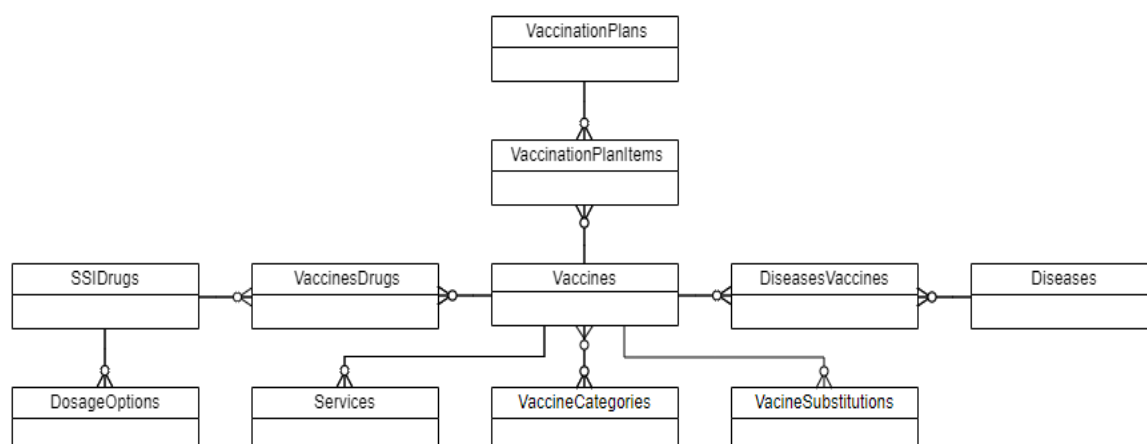 VaccinationPlans
VaccinationPlanItems
SSIDrugs
VaccinesDrugs
Vaccines
DiseasesVaccines
Diseases
DosageOptions
Services
VaccineCategories
VacineSubstitutions